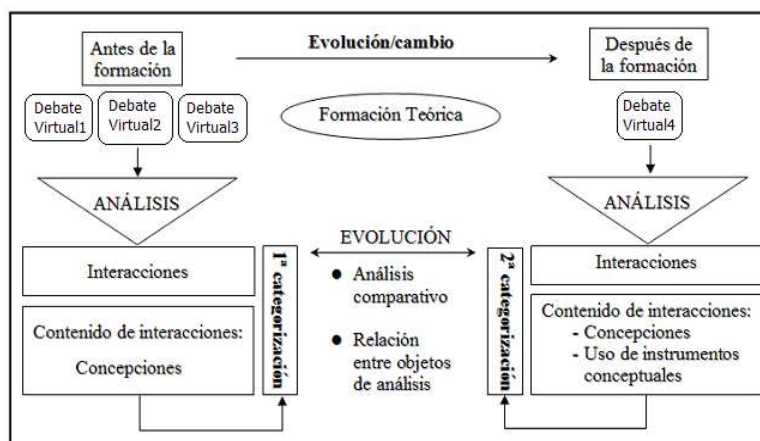 Antes de la
formación
Evolución/cambio
Después de
la formación
Debate
Virtual1
Debate
Virtual2
Debate
Virtual3
Formación Teórica
Debate
Virtual4
ANÁLISIS
ANÁLISIS
Interacciones
Contenido de interacciones:
Concepciones
1ª categorización
EVOLUCIÓN
● Análisis
comparativo
● Relación
entre objetos
de análisis
2ª categorización
Interacciones
Contenido de interacciones:
- Concepciones
- Uso de instrumentos
conceptuales